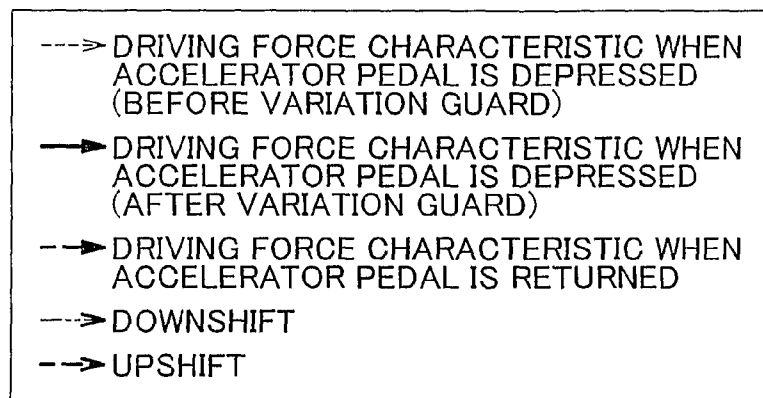 DRIVING FORCE CHARACTERISTIC WHEN
ACCELERATOR PEDAL IS DEPRESSED
(BEFORE VARIATION GUARD)
DRIVING FORCE CHARACTERISTIC WHEN
ACCELERATOR PEDAL IS DEPRESSED
(AFTER VARIATION GUARD)
DRIVING FORCE CHARACTERISTIC WHEN
ACCELERATOR PEDAL IS RETURNED
DOWNSHIFT
UPSHIFT